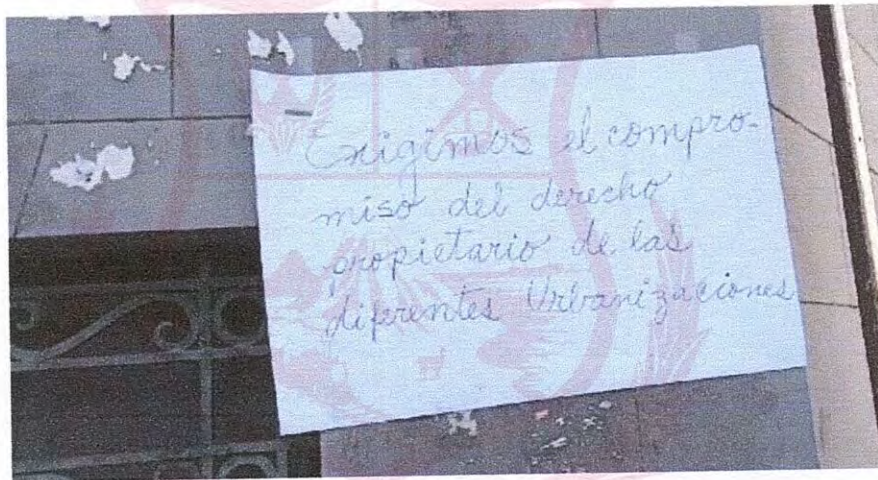 Exigimos el compro-
miso del derecho
propietario de las
diferentes Urbanizaciones